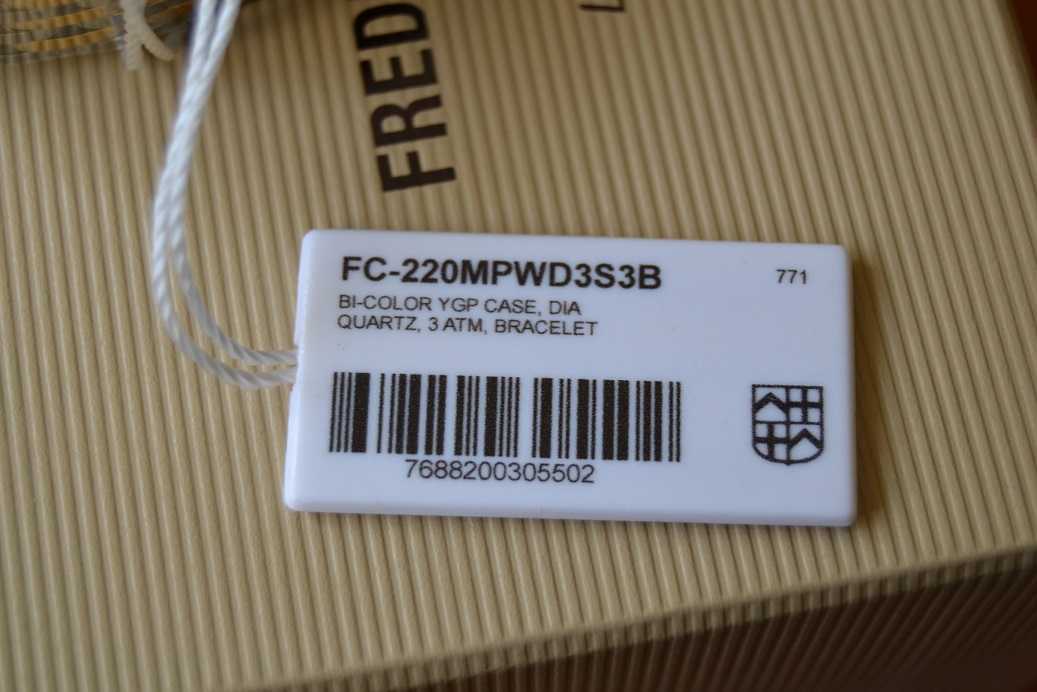 FRED
L
FC-220MPWD3S3B
771
BI-COLOR YGP CASE, DIA
QUARTZ, 3 ATM, BRACELET
7688200305502